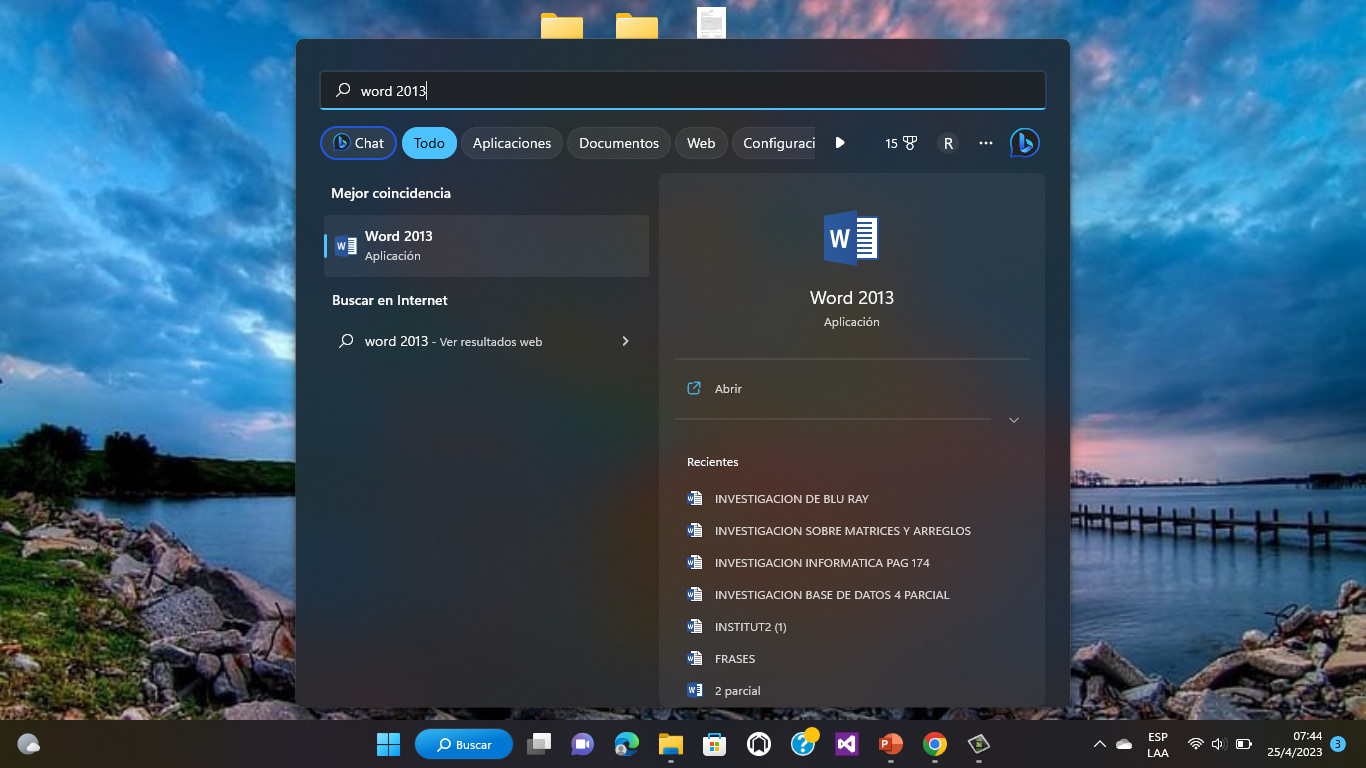 word 2013
Chat
Todo
Aplicaciones
Documentos
Web
Configuraci
15
R
Mejor coincidencia
Word 2013
Aplicación
Buscar en Internet
word 2013 - Ver resultados web
W
Word 2013
Aplicación
Abrir
Recientes
INVESTIGACION DE BLU RAY
INVESTIGACION SOBRE MATRICES Y ARREGLOS
INVESTIGACION INFORMATICA PAG 174
INVESTIGACION BASE DE DATOS 4 PARCIAL
INSTITUT2 (1)
FRASES
2 parcial
Buscar
ESP
LAA
07:44
25/4/2023
3